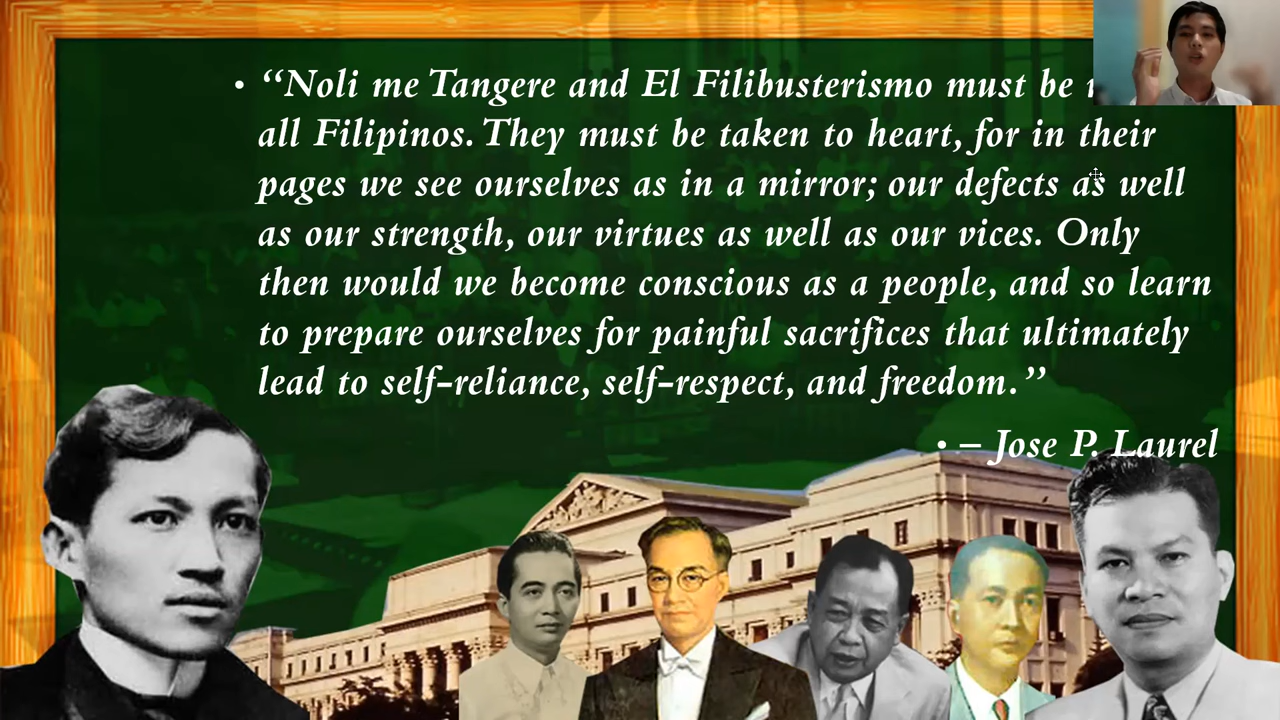 • “Noli me Tangere and El Filibusterismo must be
all Filipinos. They must be taken to heart, for in their
pages we see ourselves as in a mirror; our defects as well
as our strength, our virtues as well as our vices. Only
then would we become conscious as a people, and so learn
to prepare ourselves for painful sacrifices that ultimately
lead to self-reliance, self-respect, and freedom.”
• – Jose P. Laurel